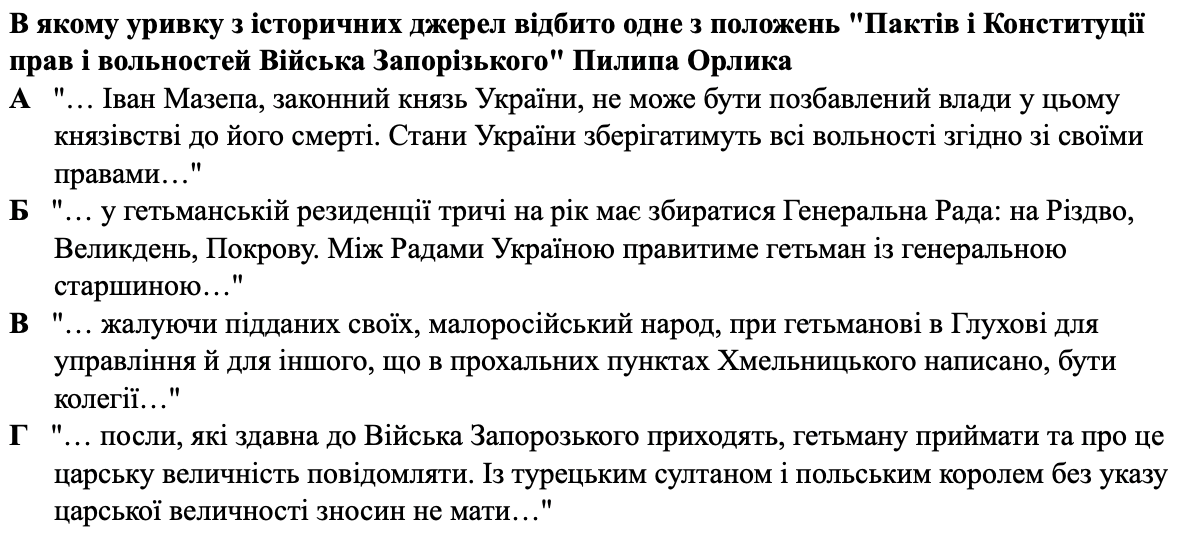 В якому уривку з історичних джерел відбито одне з положень "Пактів і Конституції
прав і вольностей Війська Запорізького" Пилипа Орлика
А "… Іван Мазепа, законний князь України, не може бути позбавлений влади у цьому
князівстві до його смерті. Стани України зберігатимуть всі вольності згідно зі своїми
правами…"
Б "… у гетьманській резиденції тричі на рік має збиратися Генеральна Рада: на Різдво,
Великдень, Покрову. Між Радами Україною правитиме гетьман із генеральною
старшиною…"
В "… жалуючи підданих своїх, малоросійський народ, при гетьманові в Глухові для
управління й для іншого, що в прохальних пунктах Хмельницького написано, бути
колегії…"
Г "… посли, які здавна до Війська Запорозького приходять, гетьману приймати та про це
царську величність повідомляти. Із турецьким султаном і польським королем без указу
царської величності зносин не мати…"